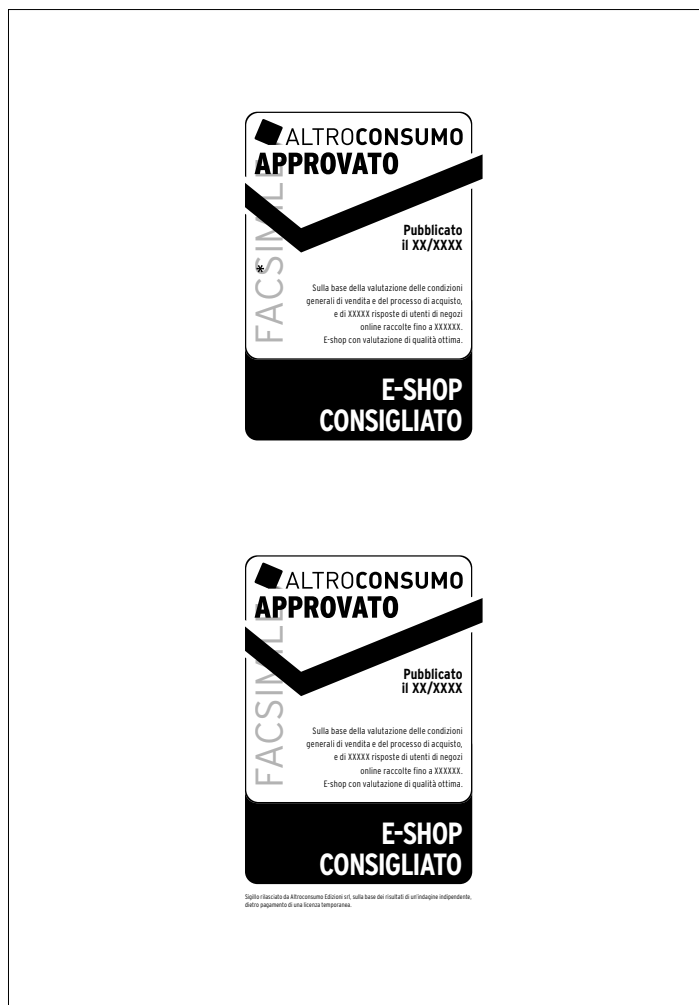 ALTROCONSUMO
APPROVATO
FACSIMILE
Pubblicato
il XX/XXXX
*
Sulla base della valutazione delle condizioni
generali di vendita e del processo di acquisto,
e di XXXXX risposte di utenti di negozi
online raccolte fino a XXXXXX.
E-shop con valutazione di qualità ottima.
E-SHOP
CONSIGLIATO
ALTROCONSUMO
APPROVATO
FACSIMILE
Pubblicato
il XX/XXXX
Sulla base della valutazione delle condizioni
generali di vendita e del processo di acquisto,
e di XXXXX risposte di utenti di negozi
online raccolte fino a XXXXXX.
E-shop con valutazione di qualità ottima.
E-SHOP
CONSIGLIATO
Sigillo rilasciato da Altroconsumo Edizioni srl, sulla base dei risultati di un'indagine indipendente,
dietro pagamento di una licenza temporanea.